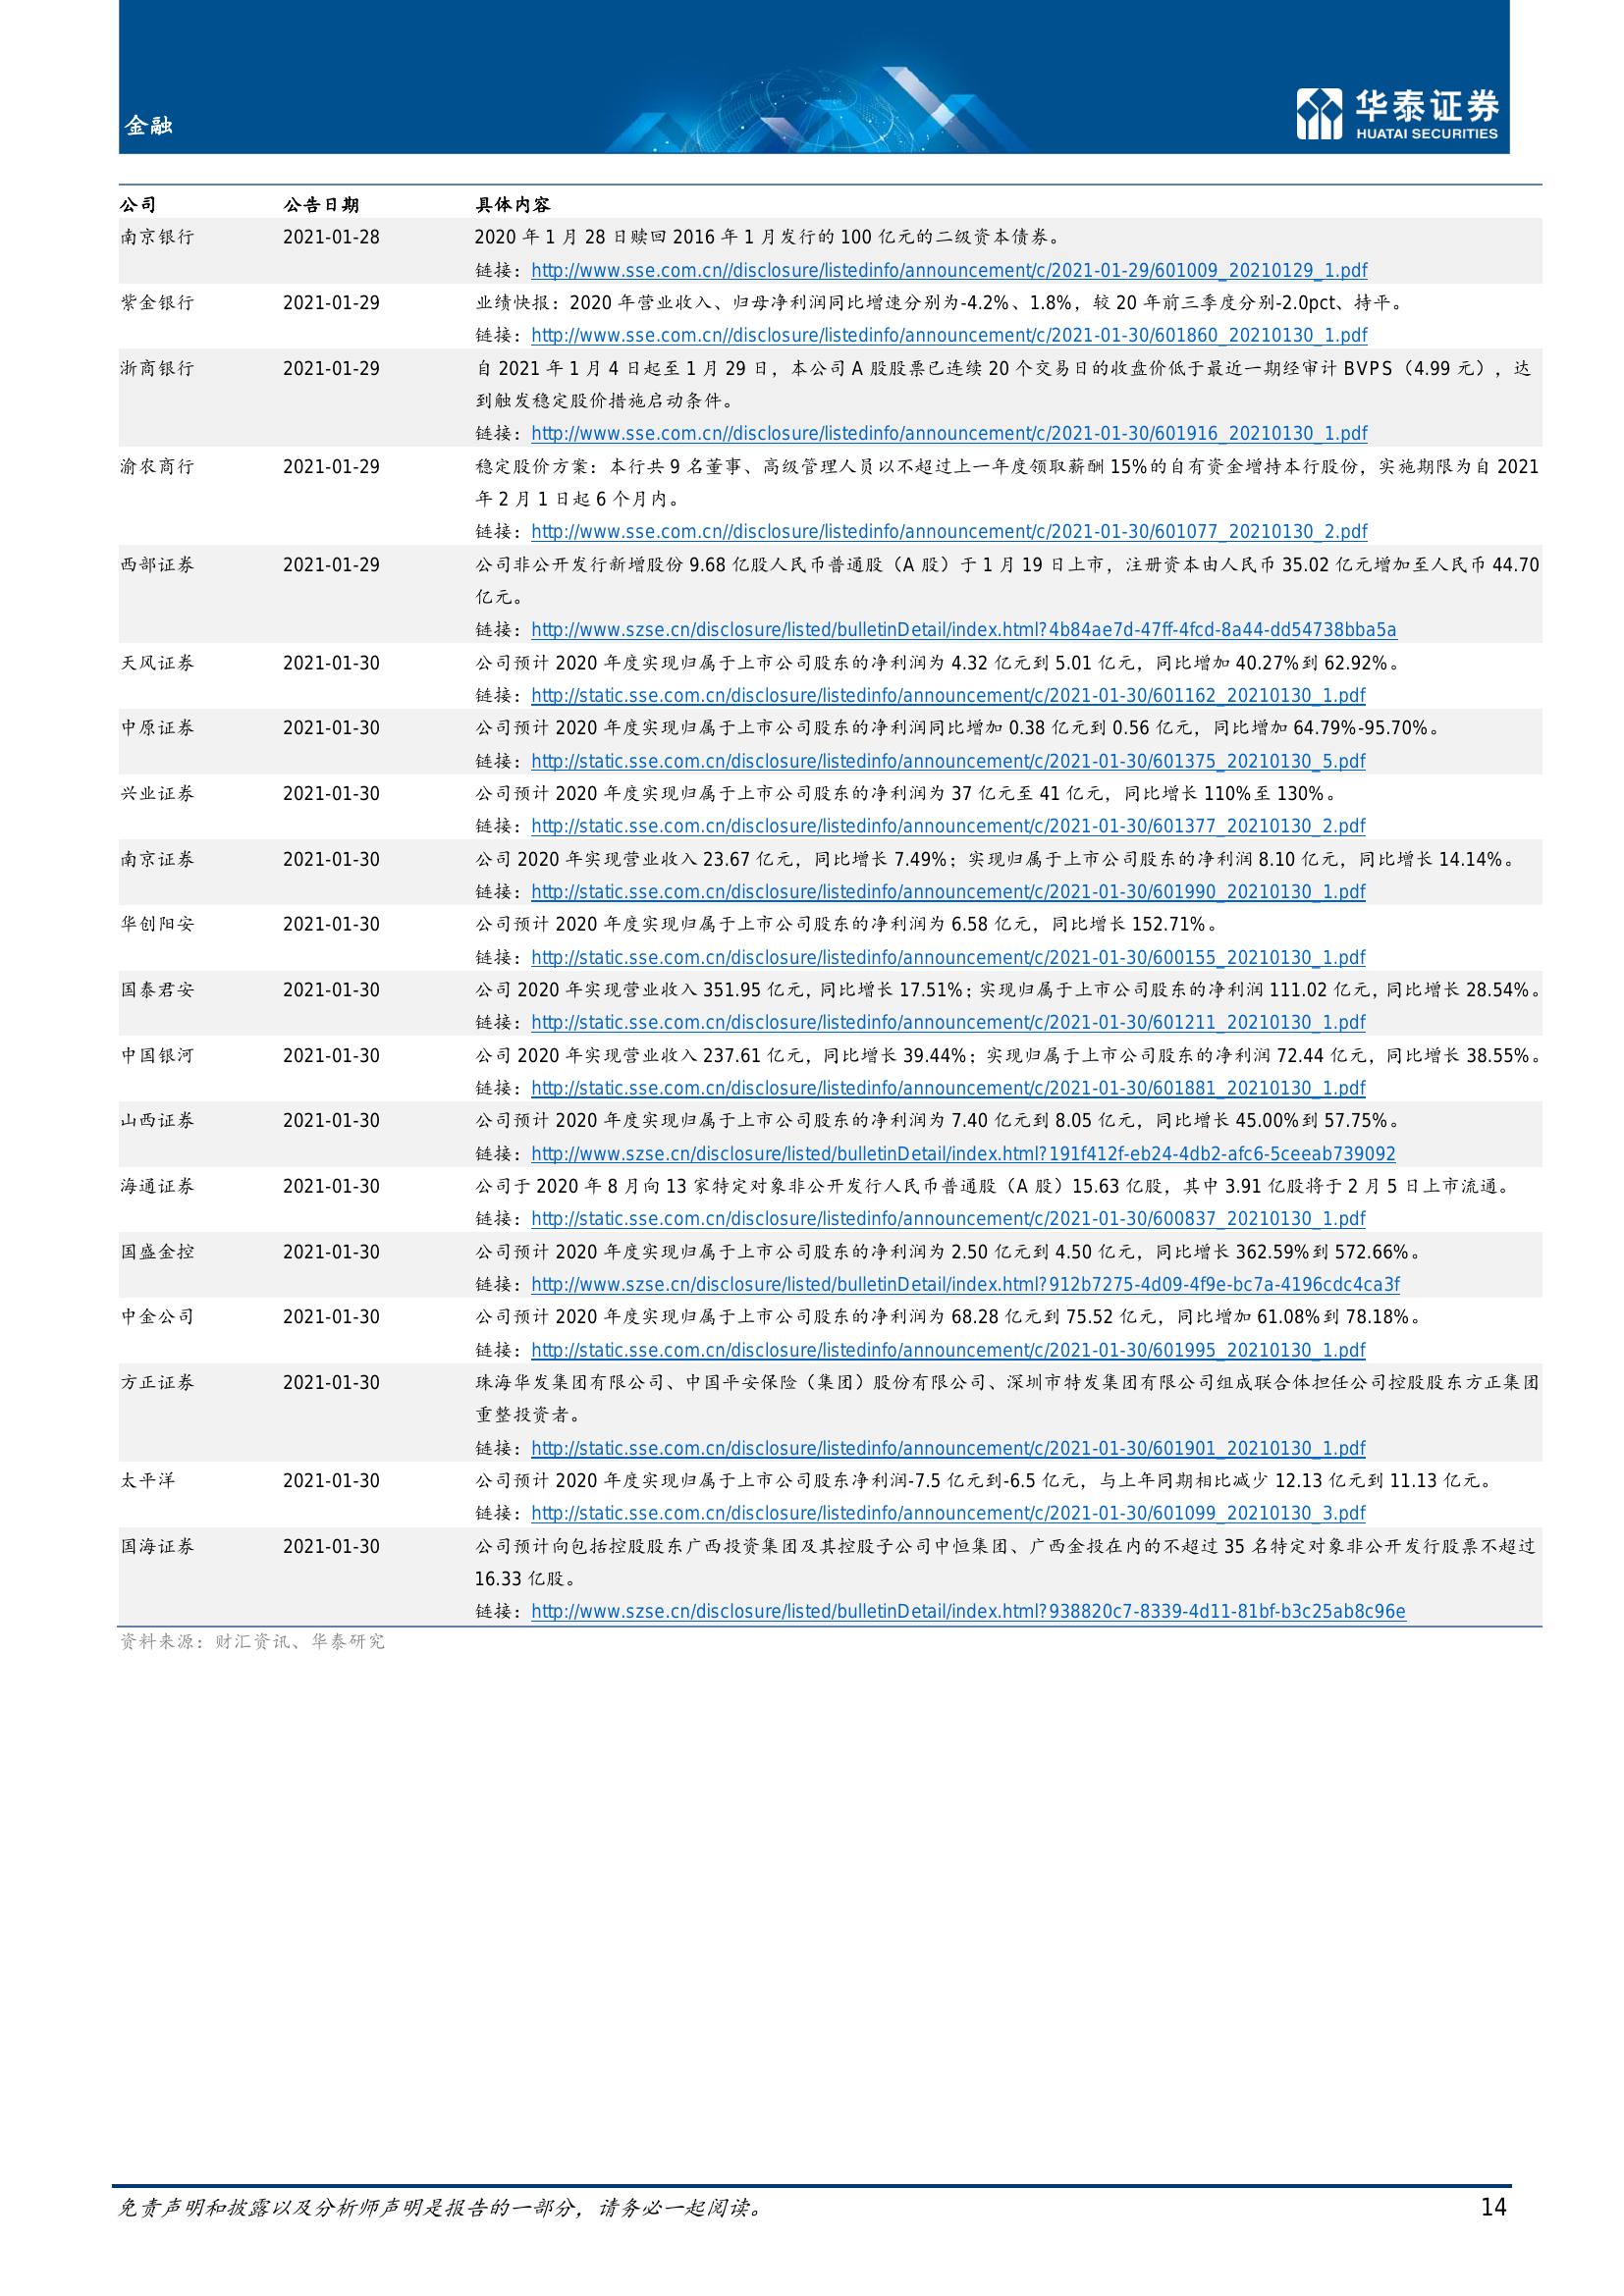 金融
华泰证券
HUATAI SECURITIES
公司 公告日期 具体内容
南京银行 2021-01-28 2020 年 1 月 28 日赎回 2016 年 1 月发行的 100 亿元的二级资本债券。
链接：http://www.sse.com.cn//disclosure/listedinfo/announcement/c/2021-01-29/601009_20210129_1.pdf
紫金银行 2021-01-29 业绩快报：2020 年营业收入、归母净利润同比增速分别为-4.2%、1.8%，较 20 年前三季度分别-2.0pct、持平。
链接：http://www.sse.com.cn//disclosure/listedinfo/announcement/c/2021-01-30/601860_20210130_1.pdf
浙商银行 2021-01-29 自 2021 年 1 月 4 日起至 1 月 29 日，本公司 A 股股票已连续 20 个交易日的收盘价低于最近一期经审计 BVPS（4.99 元），达
到触发稳定股价措施启动条件。
链接：http://www.sse.com.cn//disclosure/listedinfo/announcement/c/2021-01-30/601916_20210130_1.pdf
渝农商行 2021-01-29 稳定股价方案：本行共 9 名董事、高级管理人员以不超过上一年度领取薪酬 15%的自有资金增持本行股份，实施期限为自 2021
年 2 月 1 日起 6 个月内。
链接：http://www.sse.com.cn//disclosure/listedinfo/announcement/c/2021-01-30/601077_20210130_2.pdf
西部证券 2021-01-29 公司非公开发行新增股份 9.68 亿股人民币普通股（A 股）于 1 月 19 日上市，注册资本由人民币 35.02 亿元增加至人民币 44.70
亿元。
链接：http://www.szse.cn/disclosure/listed/bulletinDetail/index.html?4b84ae7d-47ff-4fcd-8a44-dd54738bba5a
天风证券 2021-01-30 公司预计 2020 年度实现归属于上市公司股东的净利润为 4.32 亿元到 5.01 亿元，同比增加 40.27%到 62.92%。
链接：http://static.sse.com.cn/disclosure/listedinfo/announcement/c/2021-01-30/601162_20210130_1.pdf
中原证券 2021-01-30 公司预计 2020 年度实现归属于上市公司股东的净利润同比增加 0.38 亿元到 0.56 亿元，同比增加 64.79%-95.70%。
链接：http://static.sse.com.cn/disclosure/listedinfo/announcement/c/2021-01-30/601375_20210130_5.pdf
兴业证券 2021-01-30 公司预计 2020 年度实现归属于上市公司股东的净利润为 37 亿元至 41 亿元，同比增长 110%至 130%。
链接：http://static.sse.com.cn/disclosure/listedinfo/announcement/c/2021-01-30/601377_20210130_2.pdf
南京证券 2021-01-30 公司 2020 年实现营业收入 23.67 亿元，同比增长 7.49%；实现归属于上市公司股东的净利润 8.10 亿元，同比增长 14.14%。
链接：http://static.sse.com.cn/disclosure/listedinfo/announcement/c/2021-01-30/601990_20210130_1.pdf
华创阳安 2021-01-30 公司预计 2020 年度实现归属于上市公司股东的净利润为 6.58 亿元，同比增长 152.71%。
链接：http://static.sse.com.cn/disclosure/listedinfo/announcement/c/2021-01-30/600155_20210130_1.pdf
国泰君安 2021-01-30 公司 2020 年实现营业收入 351.95 亿元，同比增长 17.51%；实现归属于上市公司股东的净利润 111.02 亿元，同比增长 28.54%。
链接：http://static.sse.com.cn/disclosure/listedinfo/announcement/c/2021-01-30/601211_20210130_1.pdf
中国银河 2021-01-30 公司 2020 年实现营业收入 237.61 亿元，同比增长 39.44%；实现归属于上市公司股东的净利润 72.44 亿元，同比增长 38.55%。
链接：http://static.sse.com.cn/disclosure/listedinfo/announcement/c/2021-01-30/601881_20210130_1.pdf
山西证券 2021-01-30 公司预计 2020 年度实现归属于上市公司股东的净利润为 7.40 亿元到 8.05 亿元，同比增长 45.00%到 57.75%。
链接：http://www.szse.cn/disclosure/listed/bulletinDetail/index.html?191f412f-eb24-4db2-afc6-5ceeab739092
海通证券 2021-01-30 公司于 2020 年 8 月向 13 家特定对象非公开发行人民币普通股（A 股）15.63 亿股，其中 3.91 亿股将于 2 月 5 日上市流通。
链接：http://static.sse.com.cn/disclosure/listedinfo/announcement/c/2021-01-30/600837_20210130_1.pdf
国盛金控 2021-01-30 公司预计 2020 年度实现归属于上市公司股东的净利润为 2.50 亿元到 4.50 亿元，同比增长 362.59%到 572.66%。
链接：http://www.szse.cn/disclosure/listed/bulletinDetail/index.html?912b7275-4d09-4f9e-bc7a-4196cdc4ca3f
中金公司 2021-01-30 公司预计 2020 年度实现归属于上市公司股东的净利润为 68.28 亿元到 75.52 亿元，同比增加 61.08%到 78.18%。
链接：http://static.sse.com.cn/disclosure/listedinfo/announcement/c/2021-01-30/601995_20210130_1.pdf
方正证券 2021-01-30 珠海华发集团有限公司、中国平安保险（集团）股份有限公司、深圳市特发集团有限公司组成联合体担任公司控股股东方正集团
重整投资者。
链接：http://static.sse.com.cn/disclosure/listedinfo/announcement/c/2021-01-30/601901_20210130_1.pdf
太平洋 2021-01-30 公司预计 2020 年度实现归属于上市公司股东净利润-7.5 亿元到-6.5 亿元，与上年同期相比减少 12.13 亿元到 11.13 亿元。
链接：http://static.sse.com.cn/disclosure/listedinfo/announcement/c/2021-01-30/601099_20210130_3.pdf
国海证券 2021-01-30 公司预计向包括控股股东广西投资集团及其控股子公司中恒集团、广西金投在内的不超过 35 名特定对象非公开发行股票不超过
16.33 亿股。
链接：http://www.szse.cn/disclosure/listed/bulletinDetail/index.html?938820c7-8339-4d11-81bf-b3c25ab8c96e
资料来源：财汇资讯、华泰研究
免责声明和披露以及分析师声明是报告的一部分，请务必一起阅读。 14